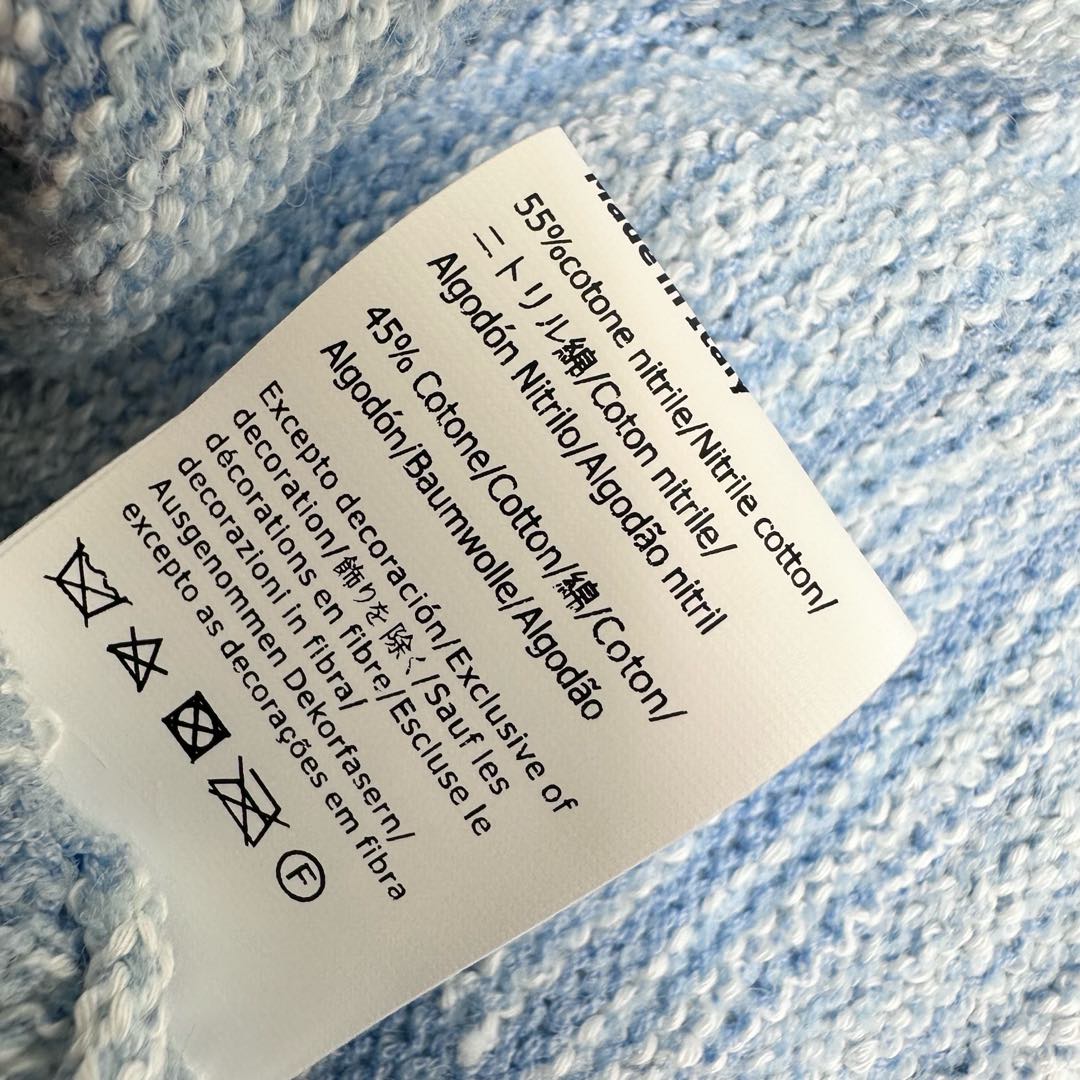 Made in Italy
55%cotone nitrile/Nitrile cotton/
ニトリル綿/Coton nitrile/
Algodón Nitrilo/Algodão nitril
45% Cotone/Cotton/綿/Coton/
Algodón/Baumwolle/Algodão
Excepto decoración/Exclusive of
decoration/飾りを除く/Sauf les
décorations en fibre/Escluse le
decorazioni in fibra/
Ausgenommen Dekorfasern/
excepto as decorações em fibra
F